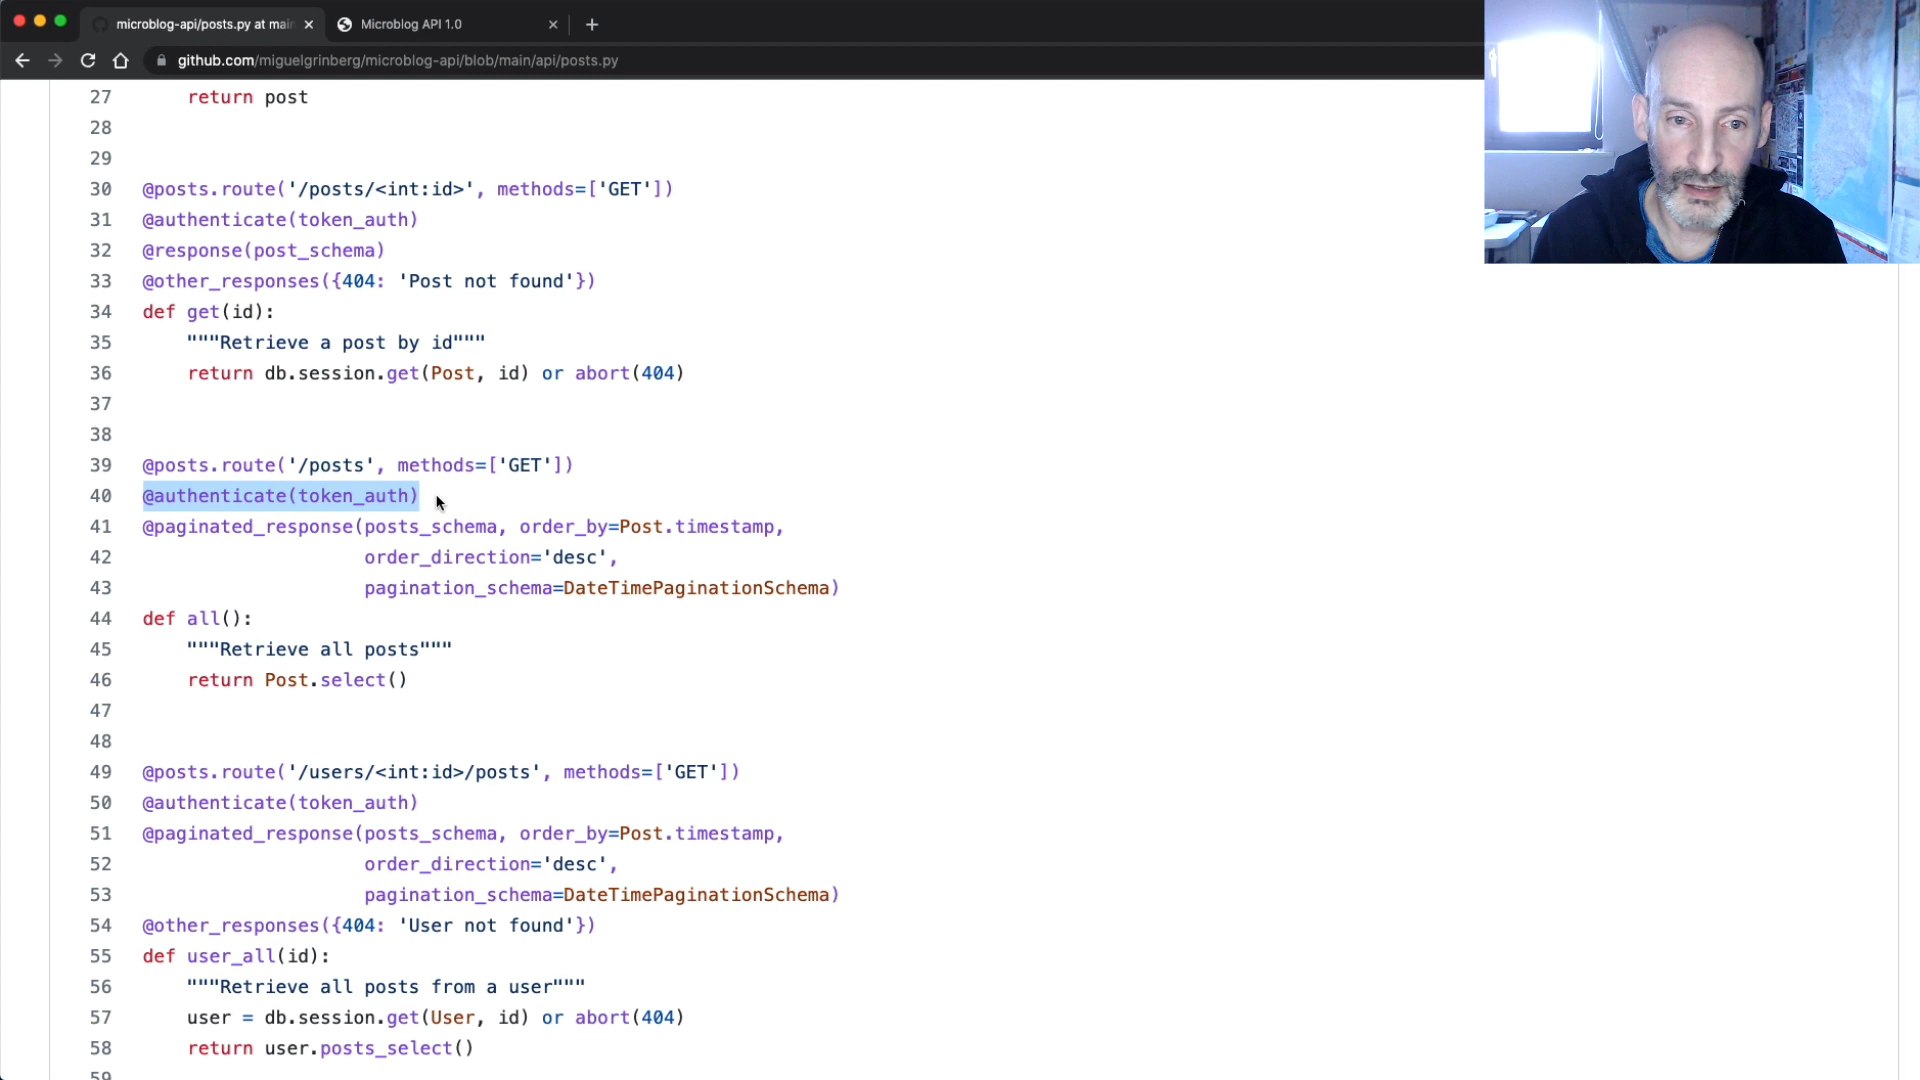 microblog-api/posts.py at main
Microblog API 1.0
github.com/miguelgrinberg/microblog-api/blob/main/api/posts.py
27 return post
28
29
30 @posts.route('/posts/<int:id>', methods=['GET'])
31 @authenticate(token_auth)
32 @response(post_schema)
33 @other_responses({404: 'Post not found'})
34 def get(id):
35 """Retrieve a post by id"""
36 return db.session.get(Post, id) or abort(404)
37
38
39 @posts.route('/posts', methods=['GET'])
40 @authenticate(token_auth)
41 @paginated_response(posts_schema, order_by=Post.timestamp,
42 order_direction='desc',
43 pagination_schema=DateTimePaginationSchema)
44 def all():
45 """Retrieve all posts"""
46 return Post.select()
47
48
49 @posts.route('/users/<int:id>/posts', methods=['GET'])
50 @authenticate(token_auth)
51 @paginated_response(posts_schema, order_by=Post.timestamp,
52 order_direction='desc',
53 pagination_schema=DateTimePaginationSchema)
54 @other_responses({404: 'User not found'})
55 def user_all(id):
56 """Retrieve all posts from a user"""
57 user = db.session.get(User, id) or abort(404)
58 return user.posts_select()
59